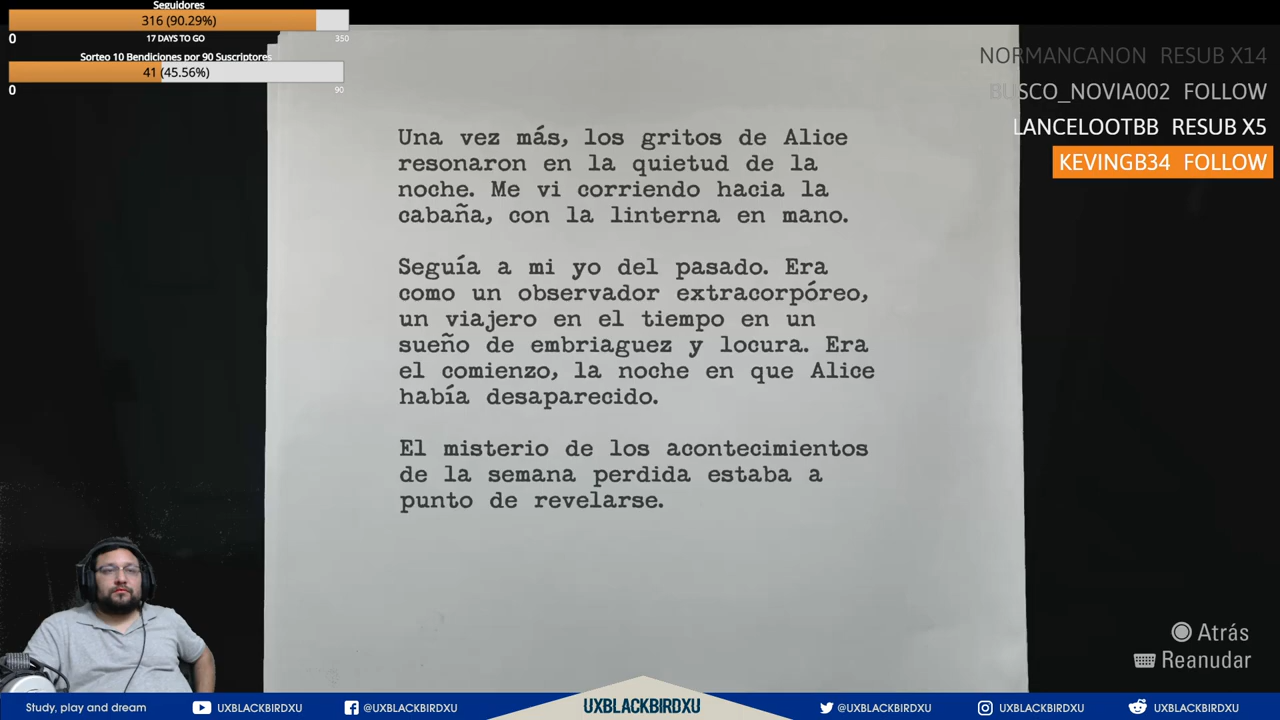 Seguidores
316 (90.29%)
0
17 DAYS TO GO
350
Sorteo 10 Bendiciones por 90 Suscriptores
41 (45.56%)
0
90
NORMANCANON RESUB X14
BUSCO_NOVIA002 FOLLOW
LANCELOOTBB RESUB X5
KEVINGB34 FOLLOW
Una vez más, los gritos de Alice
resonaron en la quietud de la
noche. Me vi corriendo hacia la
cabaña, con la linterna en mano.
Seguía a mi yo del pasado. Era
como un observador extracorpóreo,
un viajero en el tiempo en un
sueño de embriaguez y locura. Era
el comienzo, la noche en que Alice
había desaparecido.
El misterio de los acontecimientos
de la semana perdida estaba a
punto de revelarse.
Atrás
Reanudar
Study, play and dream
UXBLACKBIRDXU
@UXBLACKBIRDXU
UXBLACKBIRDXU
@UXBLACKBIRDXU
UXBLACKBIRDXU
UXBLACKBIRDXU